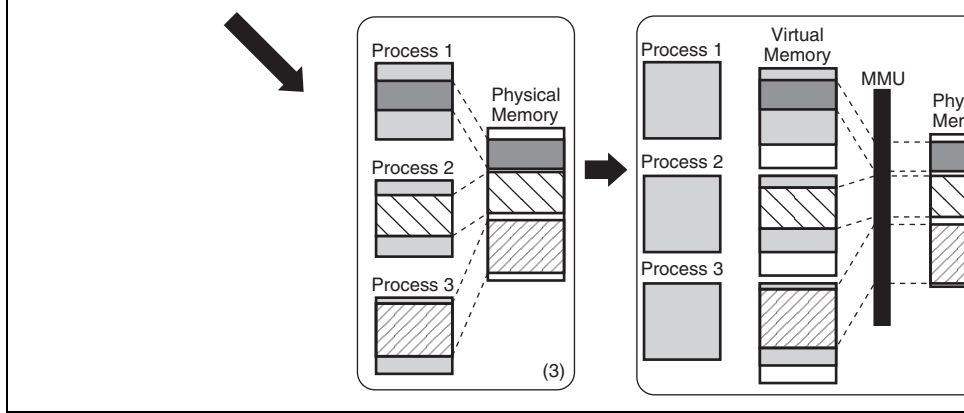 Process 1
Physical
Memory
Process 2
Process 3
(3)
Process 1
Virtual
Memory
MMU
Process 2
Process 3